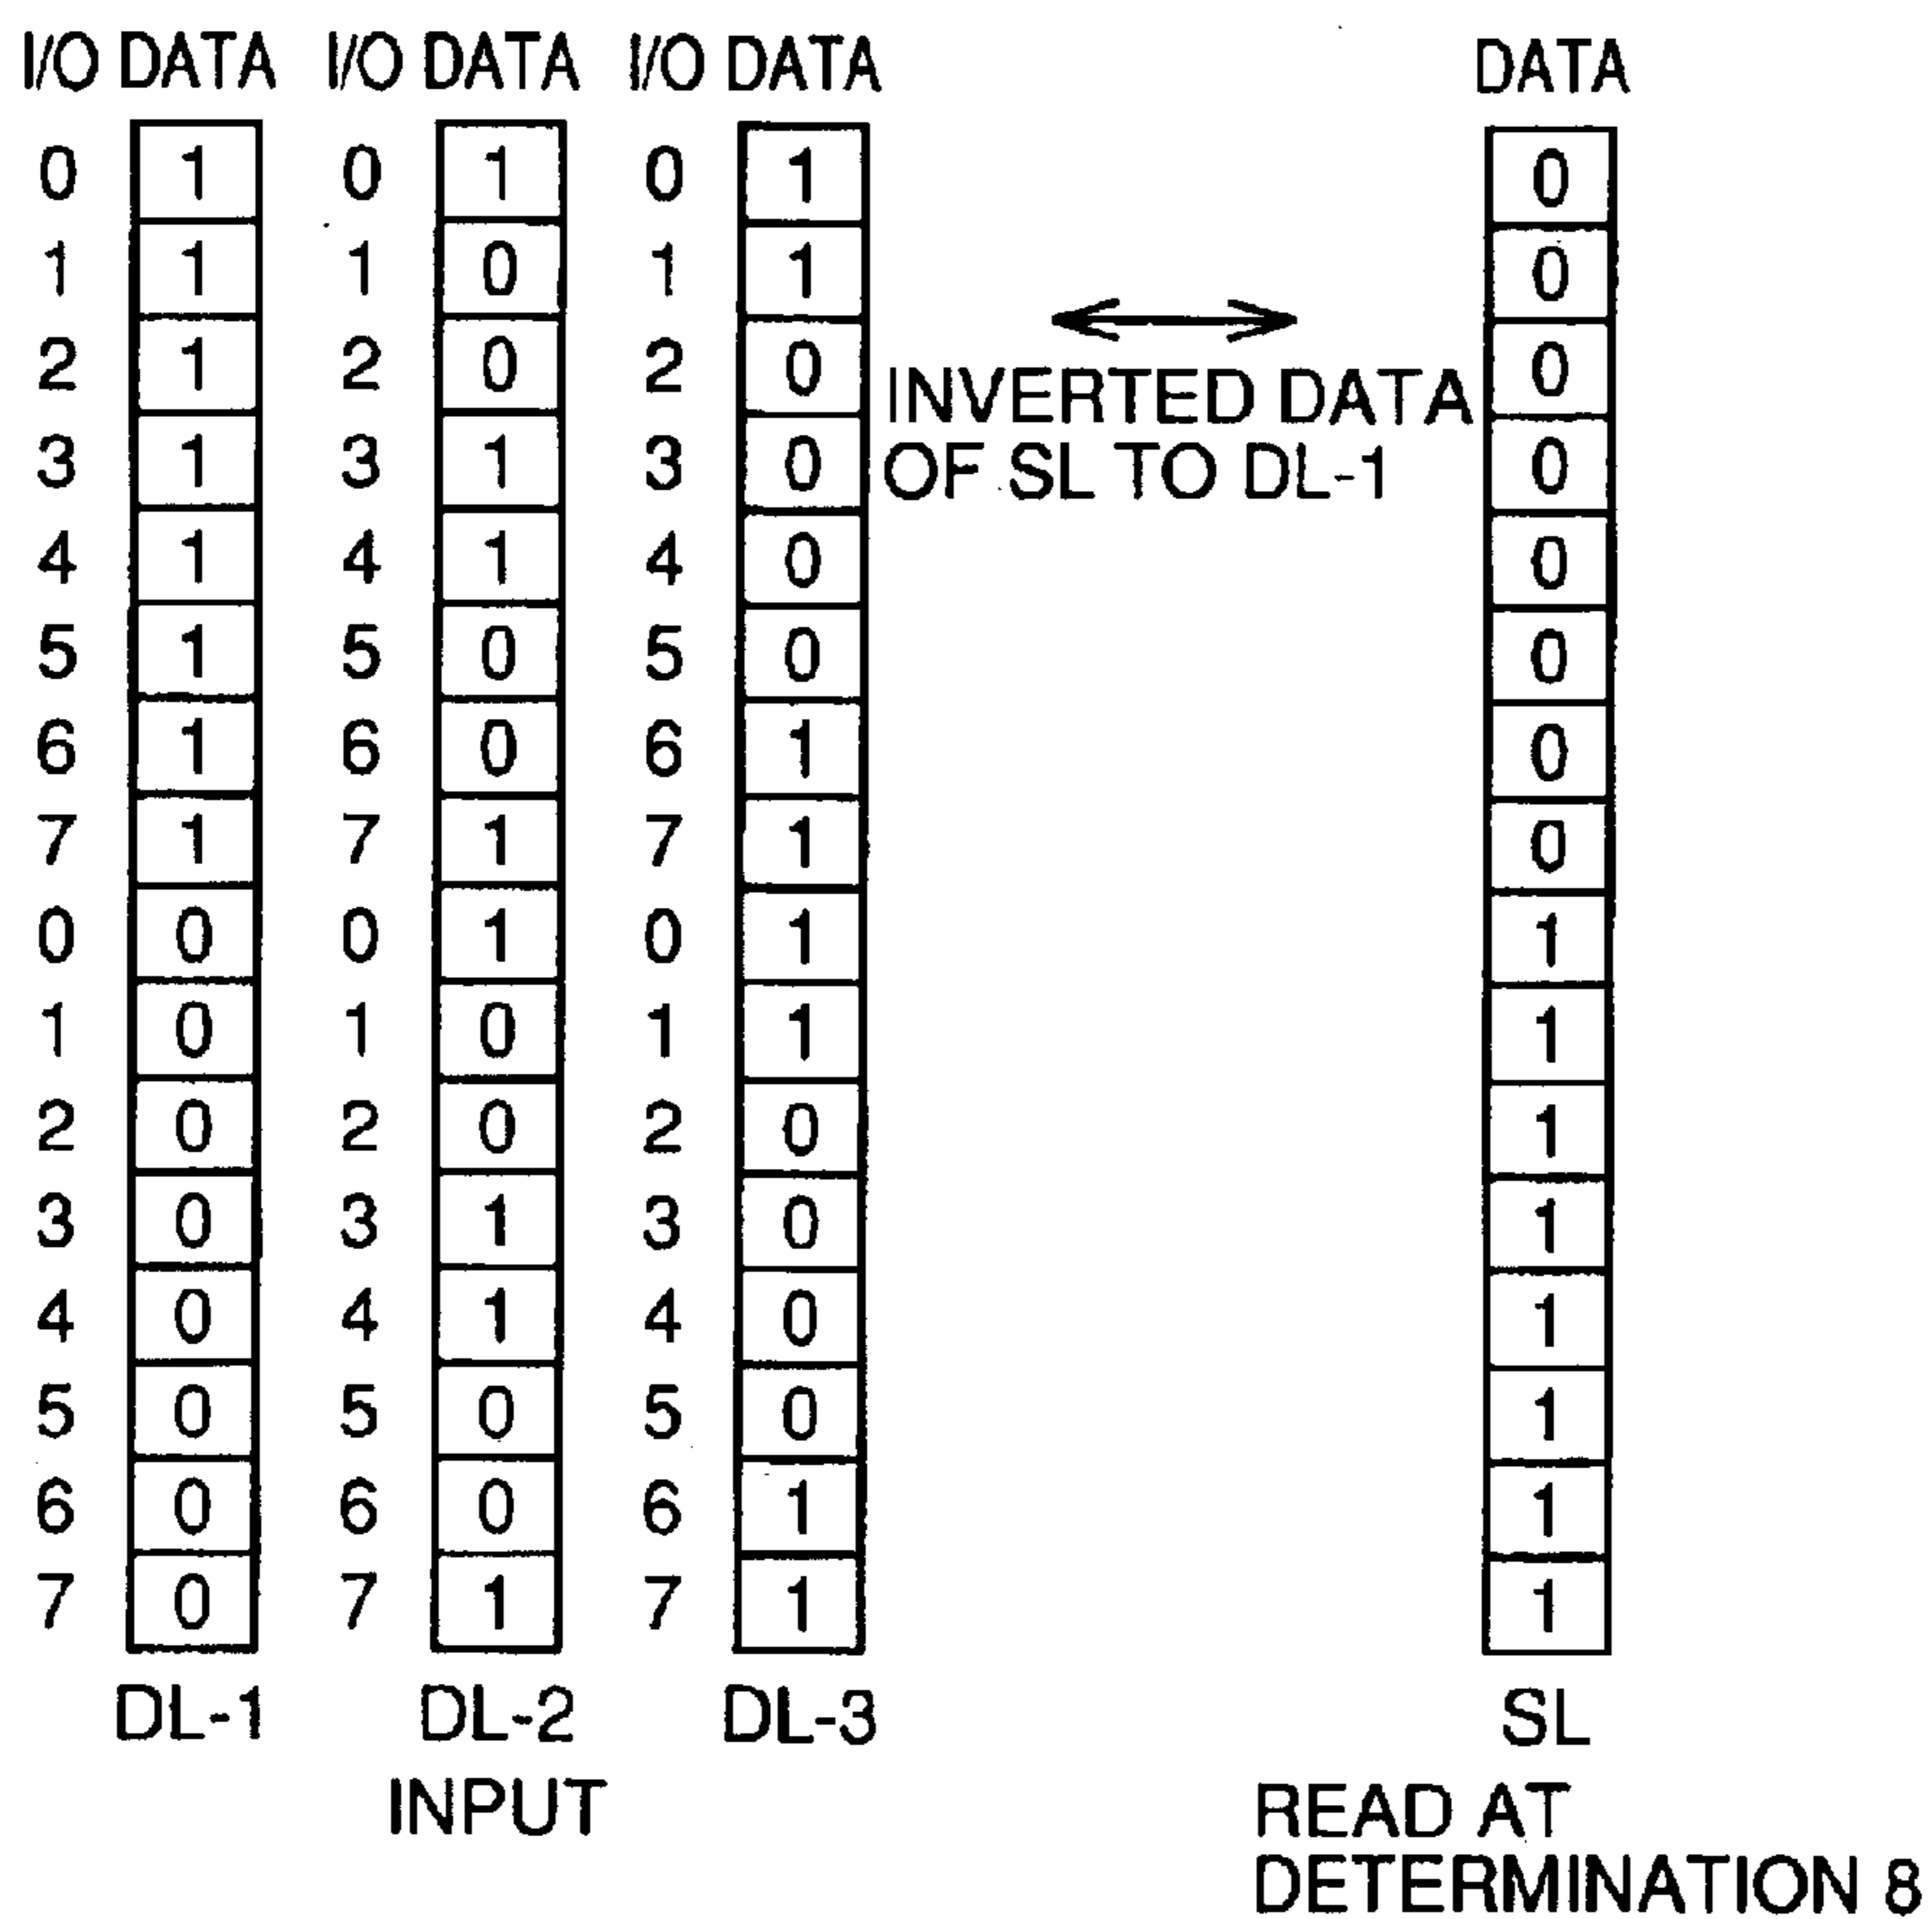 I/O DATA I/O DATA I/O DATA DATA
0 1 0 1 0 1 0
1 1 1 0 1 1 0
2 1 2 0 2 0 0
INVERTED DATA
3 1 3 1 3 0 0
OF SL TO DL-1
4 1 4 1 4 0 0
5 1 5 0 5 0 0
6 1 6 0 6 1 0
7 1 7 1 7 1 0
0 0 0 1 0 1 1
1 0 1 0 1 1 1
2 0 2 0 2 0 1
3 0 3 1 3 0 1
4 0 4 1 4 0 1
5 0 5 0 5 0 1
6 0 6 0 6 1 1
7 0 7 1 7 1 1
DL-1 DL-2 DL-3 SL
INPUT READ AT
DETERMINATION 8